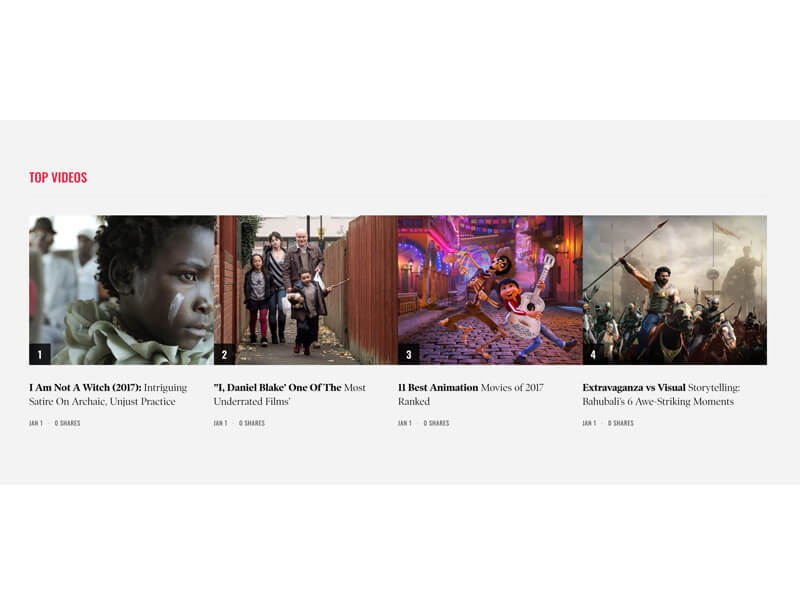 TOP VIDEOS
1
I Am Not A Witch (2017): Intriguing
Satire On Archaic, Unjust Practice
JAN 1 · 0 SHARES
2
"I, Daniel Blake' One Of The Most
Underrated Films'
JAN 1 · 0 SHARES
3
11 Best Animation Movies of 2017
Ranked
JAN 1 · 0 SHARES
4
Extravaganza vs Visual Storytelling:
Bahubali's 6 Awe-Striking Moments
JAN 1 · 0 SHARES